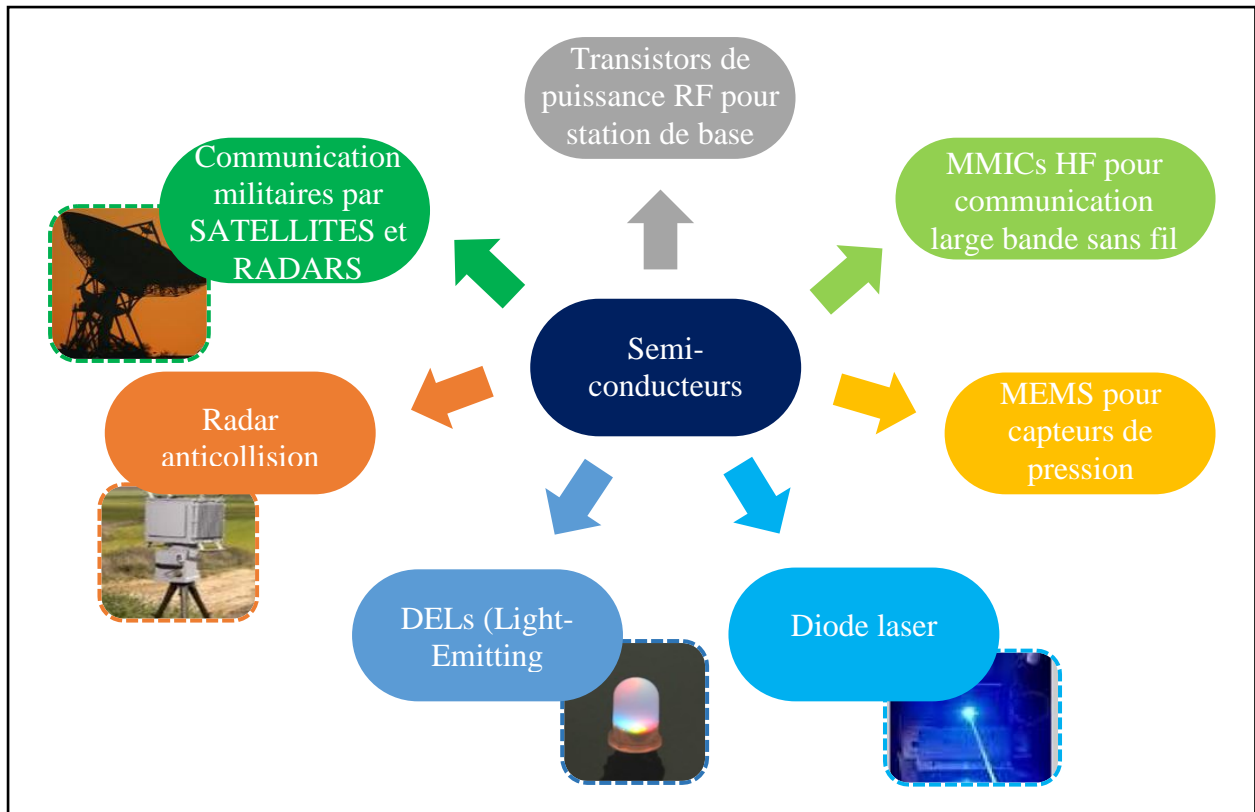 Transistors de
puissance RF pour
station de base
Communication
militaires par
SATELLITES et
RADARS
MMICs HF pour
communication
large bande sans fil
Semi-
conducteurs
Radar
anticollision
MEMS pour
capteurs de
pression
DELs (Light-
Emitting
Diode laser